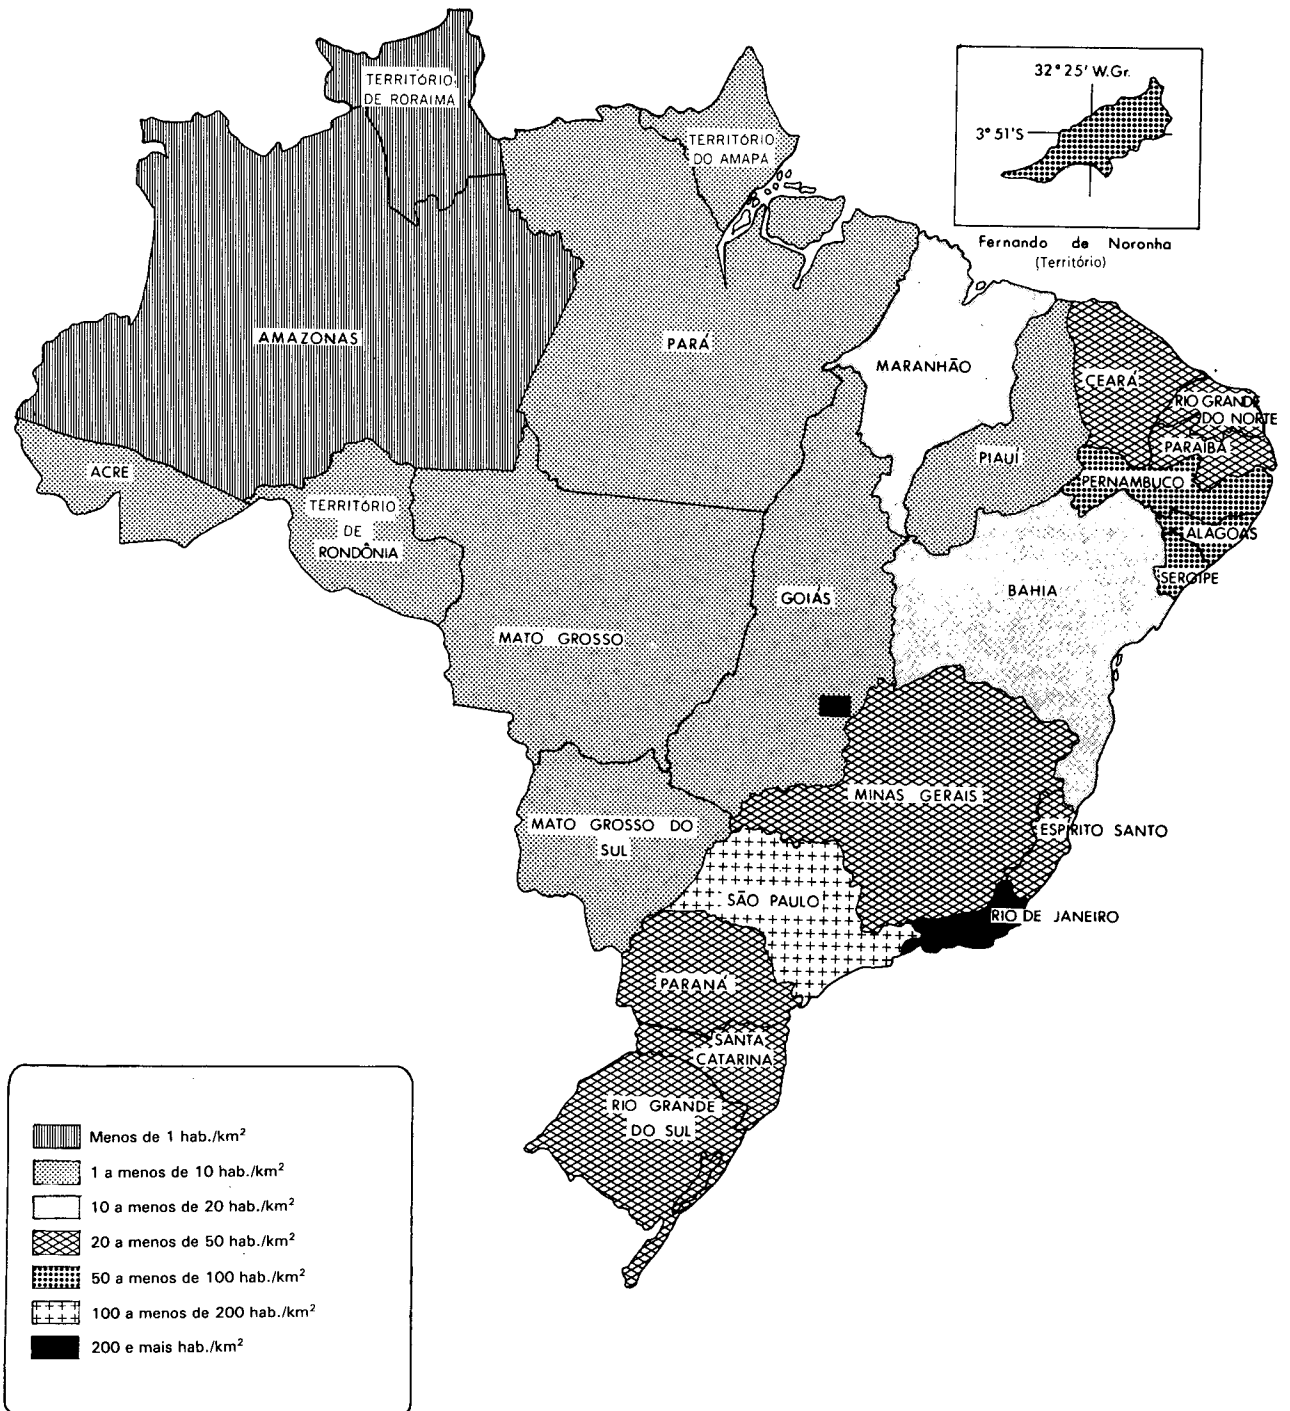 TERRITÓRIO
DE RORAIMA
TERRITÓRIO
DO AMAPÁ
32° 25' W.Gr.
3° 51'S
Fernando de Noronha
(Território)
AMAZONAS
PARÁ
MARANHÃO
CEARÁ
RIO GRANDE
DO NORTE
PARAÍBA
PIAUÍ
PERNAMBUCO
ACRE
TERRITÓRIO
DE
RONDÔNIA
ALAGOAS
SERGIPE
BAHIA
GOIÁS
MATO GROSSO
MINAS GERAIS
MATO GROSSO DO
SUL
ESPÍRITO SANTO
SÃO PAULO
RIO DE JANEIRO
PARANÁ
SANTA
CATARINA
RIO GRANDE
DO SUL
Menos de 1 hab./km²
1 a menos de 10 hab./km²
10 a menos de 20 hab./km²
20 a menos de 50 hab./km²
50 a menos de 100 hab./km²
100 a menos de 200 hab./km²
200 e mais hab./km²